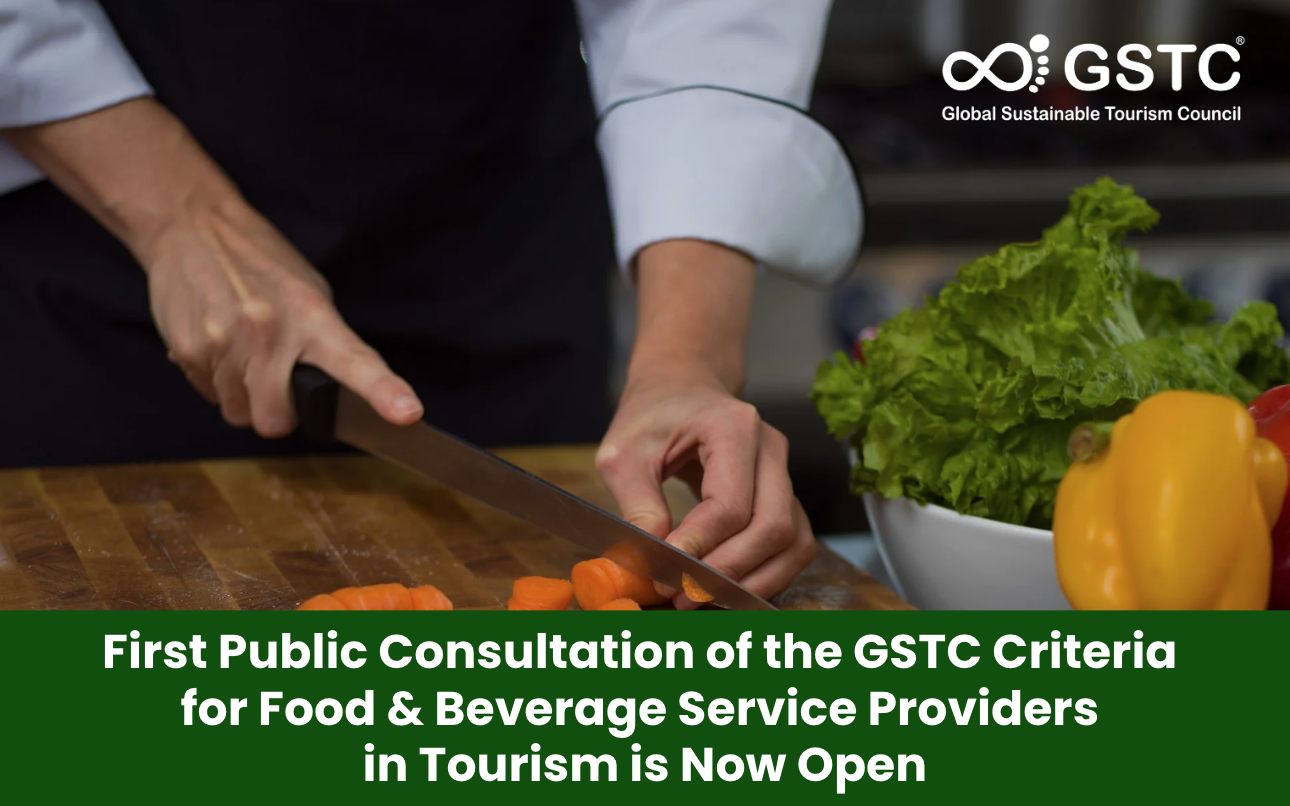 GSTC®
Global Sustainable Tourism Council
First Public Consultation of the GSTC Criteria
for Food & Beverage Service Providers
in Tourism is Now Open